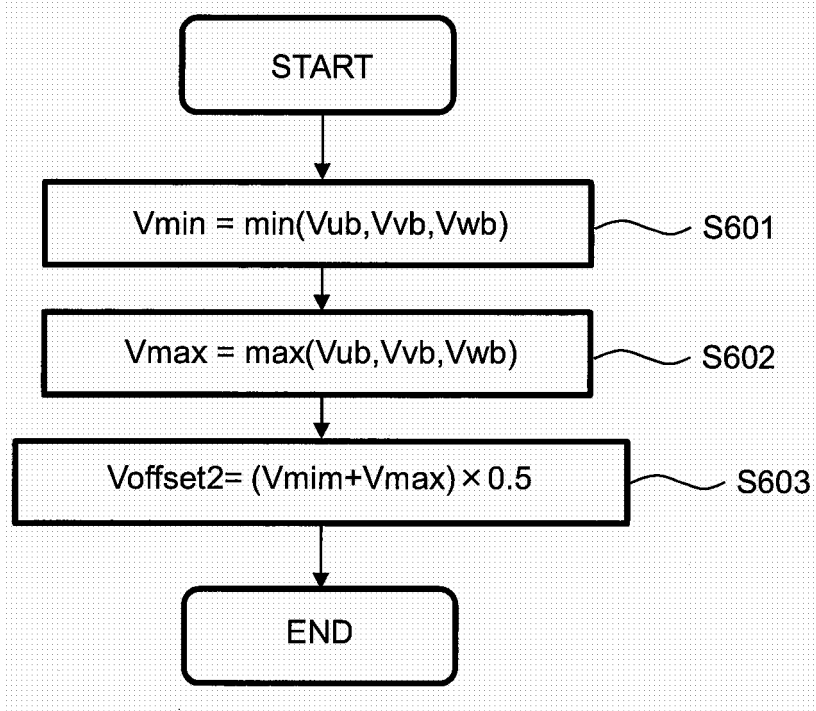 START
Vmin = min(Vub,Vvb,Vwb)
S601
Vmax = max(Vub,Vvb,Vwb)
S602
Voffset2= (Vmim+Vmax)×0.5
S603
END